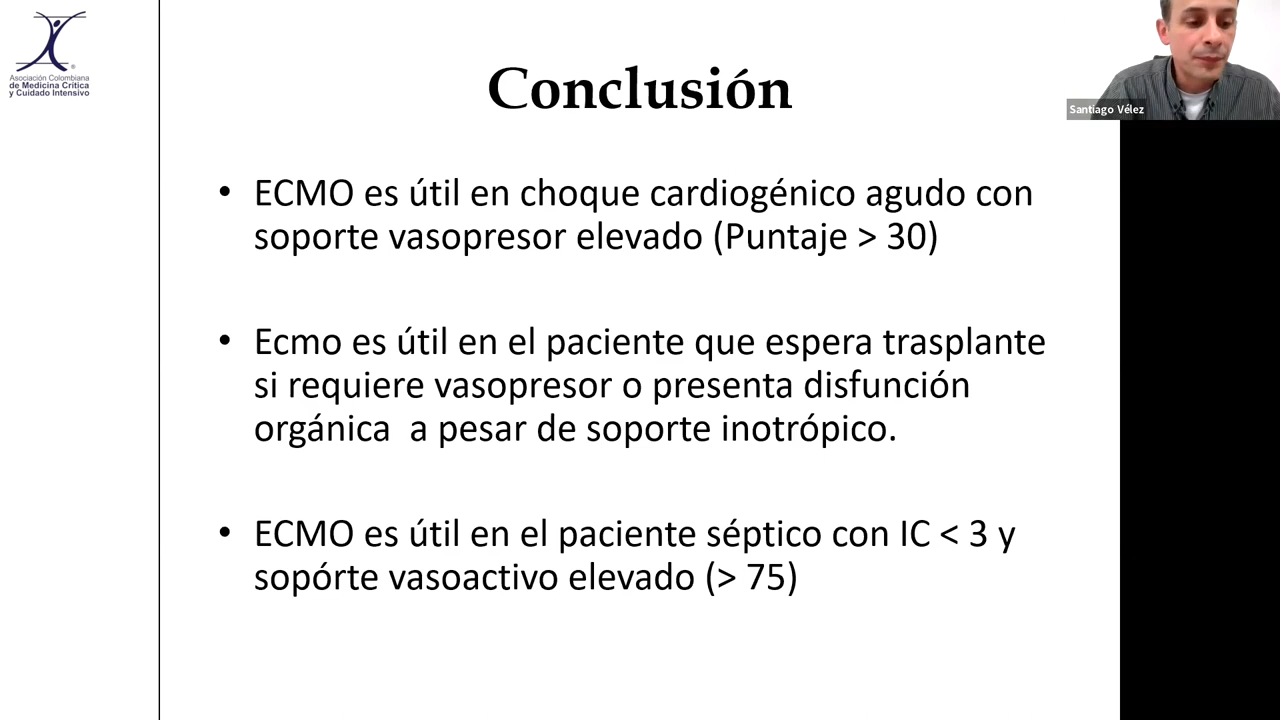 Asociación Colombiana
de Medicina Crítica
y Cuidado Intensivo
Conclusión
Santiago Vélez
• ECMO es útil en choque cardiogénico agudo con
soporte vasopresor elevado (Puntaje > 30)
• Ecmo es útil en el paciente que espera trasplante
si requiere vasopresor o presenta disfunción
orgánica  a pesar de soporte inotrópico.
• ECMO es útil en el paciente séptico con IC < 3 y
sopórte vasoactivo elevado (> 75)